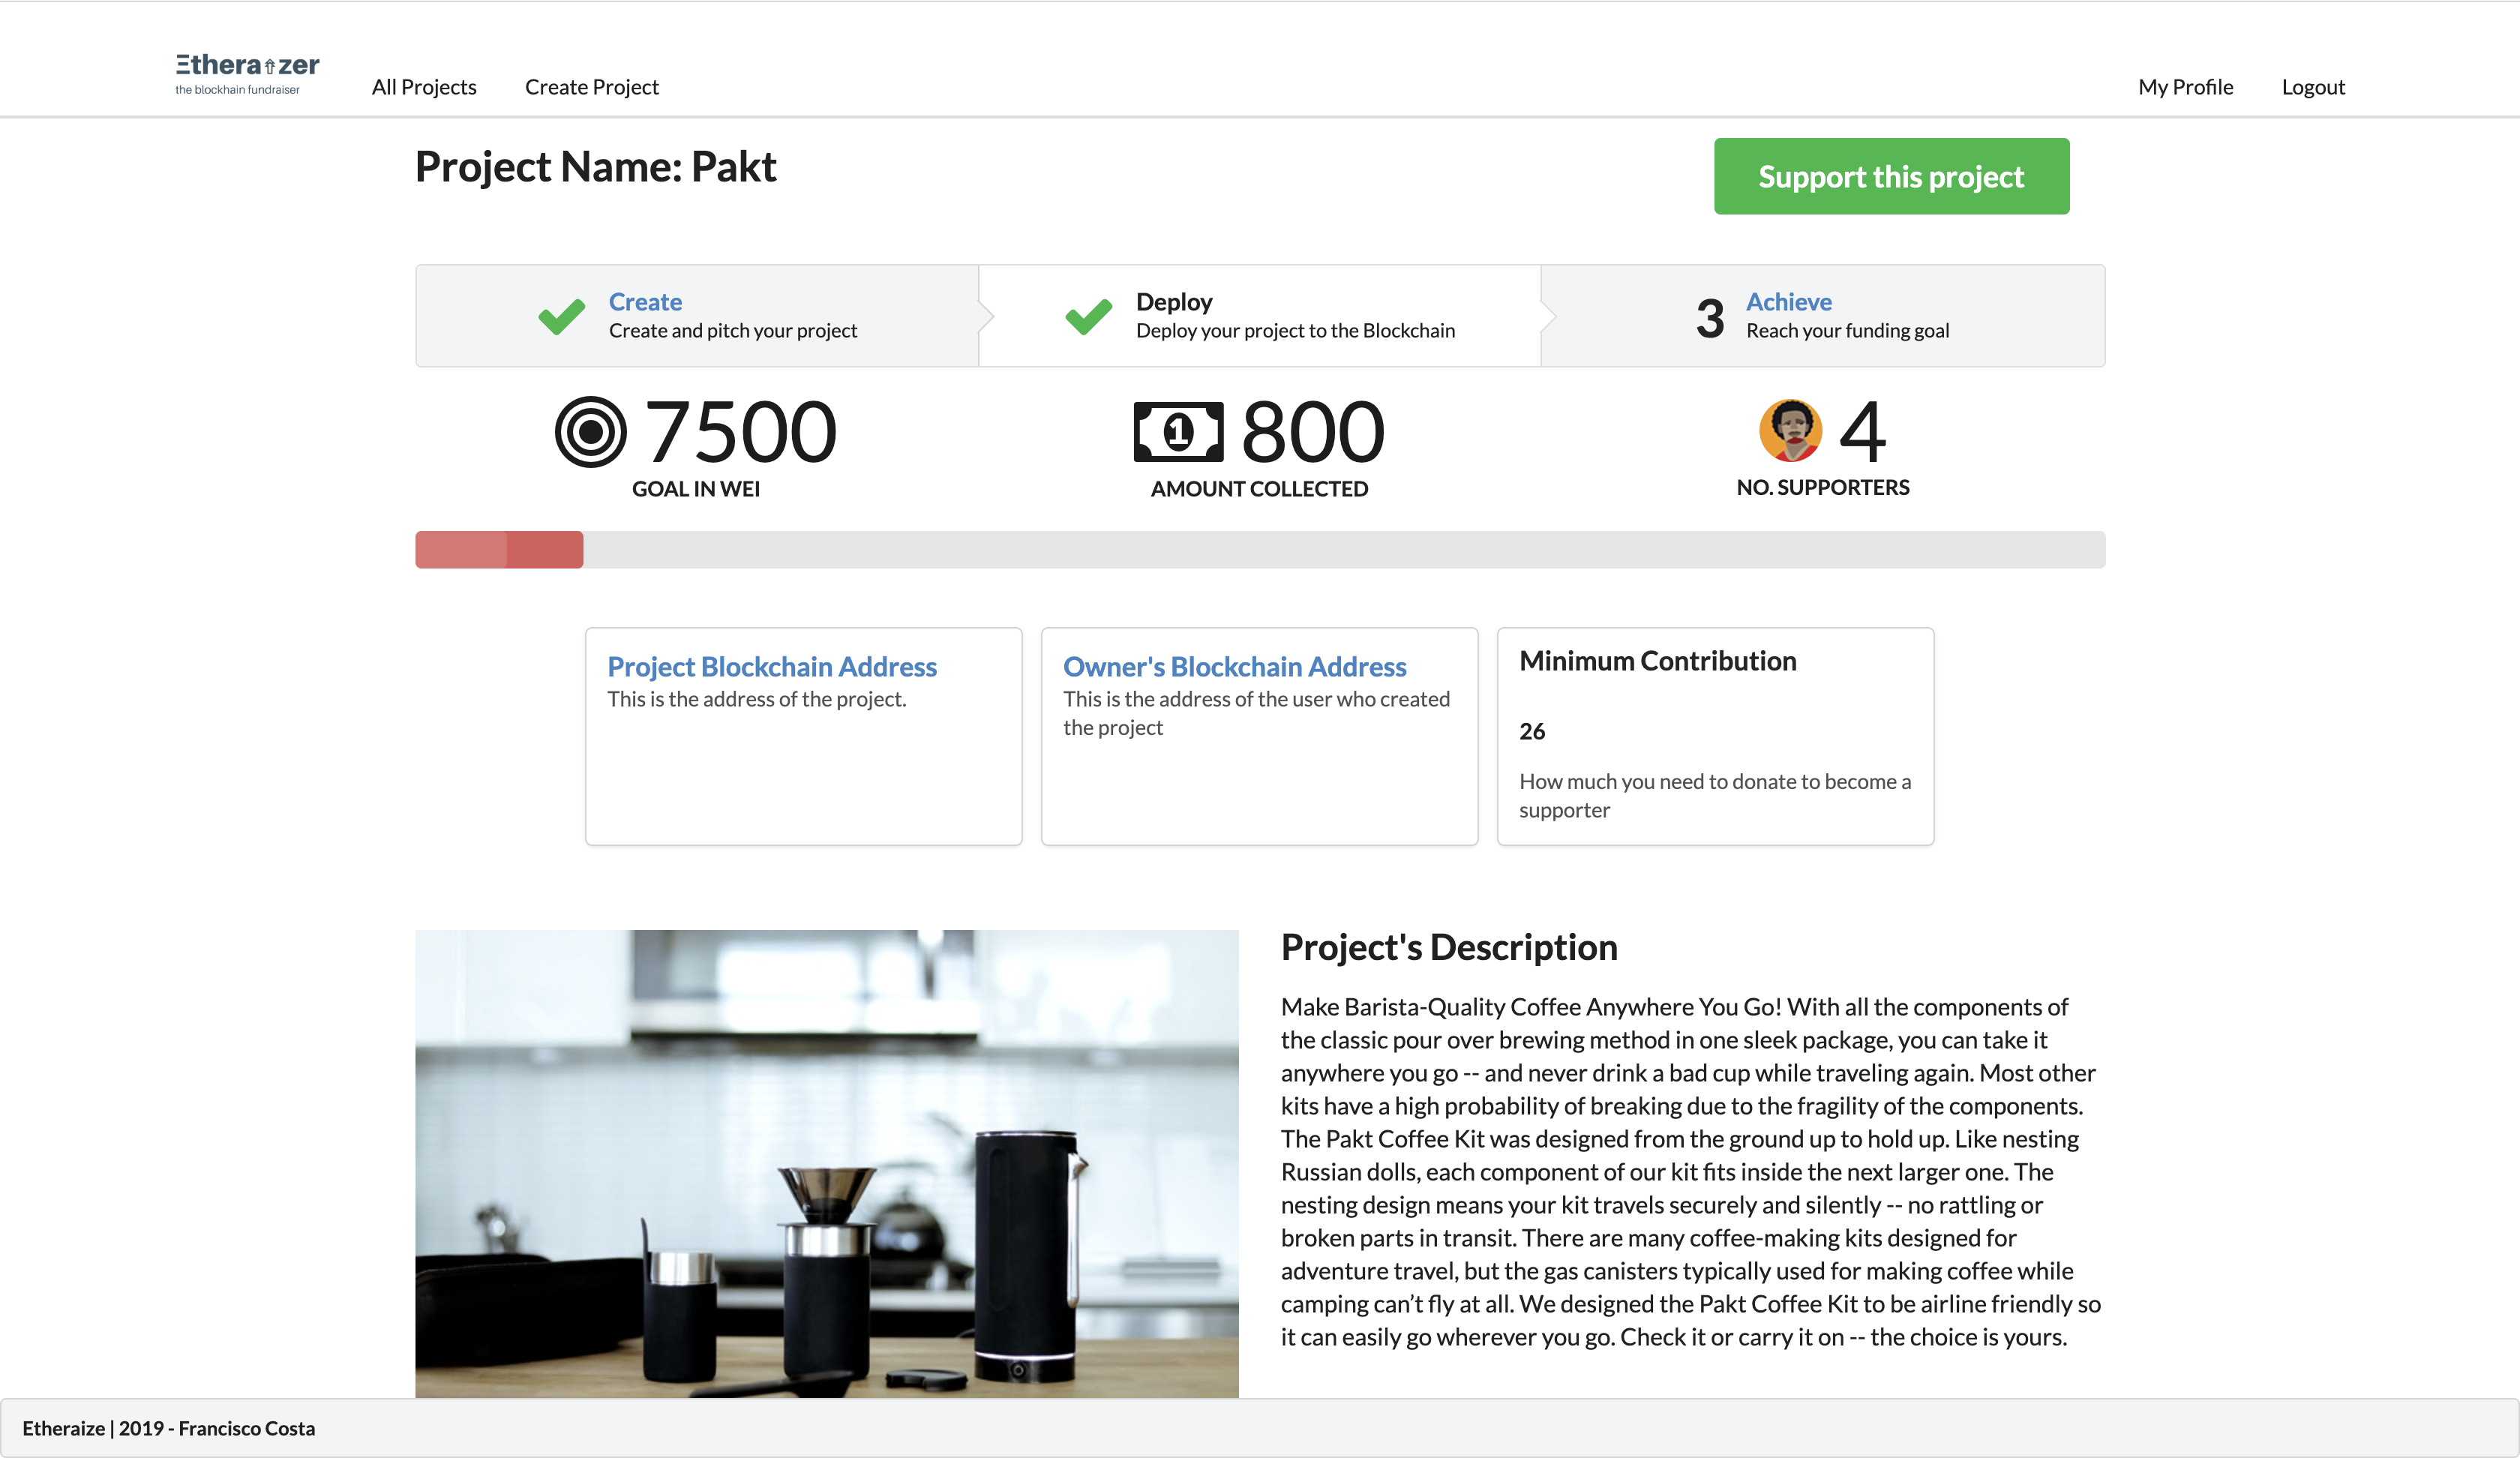 Ξthera⇮zer
the blockhain fundraiser
All Projects
Create Project
My Profile
Logout
Project Name: Pakt
Support this project
Create
Create and pitch your project
Deploy
Deploy your project to the Blockchain
3
Achieve
Reach your funding goal
7500
GOAL IN WEI
1
800
AMOUNT COLLECTED
4
NO. SUPPORTERS
Project Blockchain Address
This is the address of the project.
Owner's Blockchain Address
This is the address of the user who created
the project
Minimum Contribution
26
How much you need to donate to become a
supporter
Project's Description
Make Barista-Quality Coffee Anywhere You Go! With all the components of
the classic pour over brewing method in one sleek package, you can take it
anywhere you go -- and never drink a bad cup while traveling again. Most other
kits have a high probability of breaking due to the fragility of the components.
The Pakt Coffee Kit was designed from the ground up to hold up. Like nesting
Russian dolls, each component of our kit fits inside the next larger one. The
nesting design means your kit travels securely and silently -- no rattling or
broken parts in transit. There are many coffee-making kits designed for
adventure travel, but the gas canisters typically used for making coffee while
camping can’t fly at all. We designed the Pakt Coffee Kit to be airline friendly so
it can easily go wherever you go. Check it or carry it on -- the choice is yours.
Etheraize | 2019 - Francisco Costa